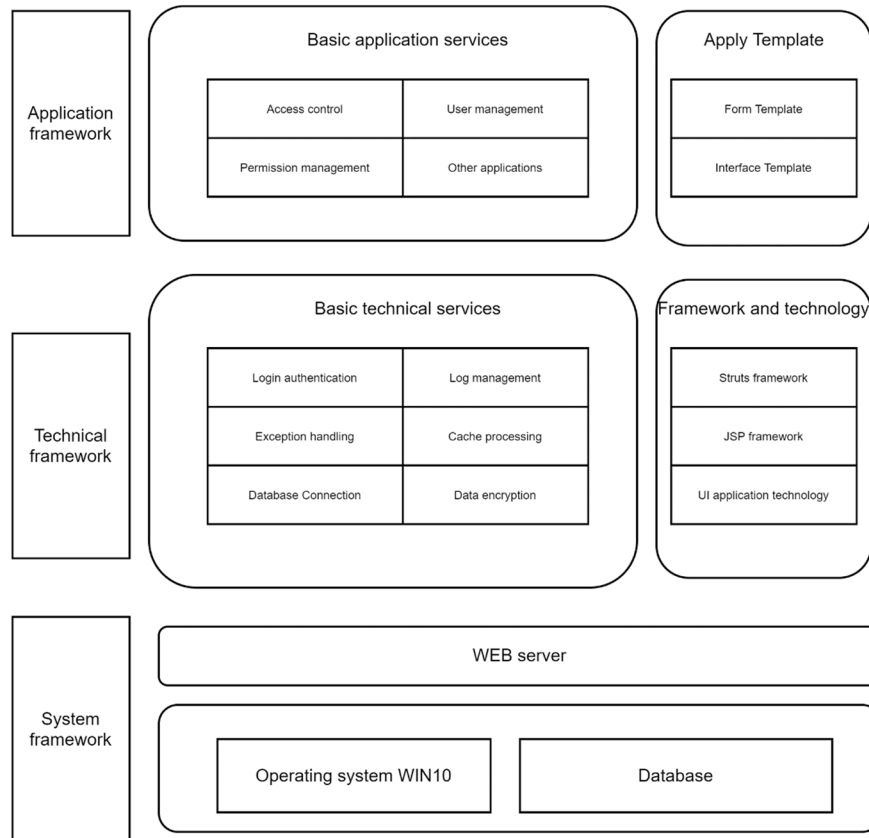 Basic application services
Apply Template
Application
framework
Access control
User management
Form Template
Permission management
Other applications
Interface Template
Basic technical services
Framework and technology
Technical
framework
Login authentication
Log management
Struts framework
Exception handling
Cache processing
JSP framework
Database Connection
Data encryption
UI application technology
System
framework
WEB server
Operating system WIN10
Database